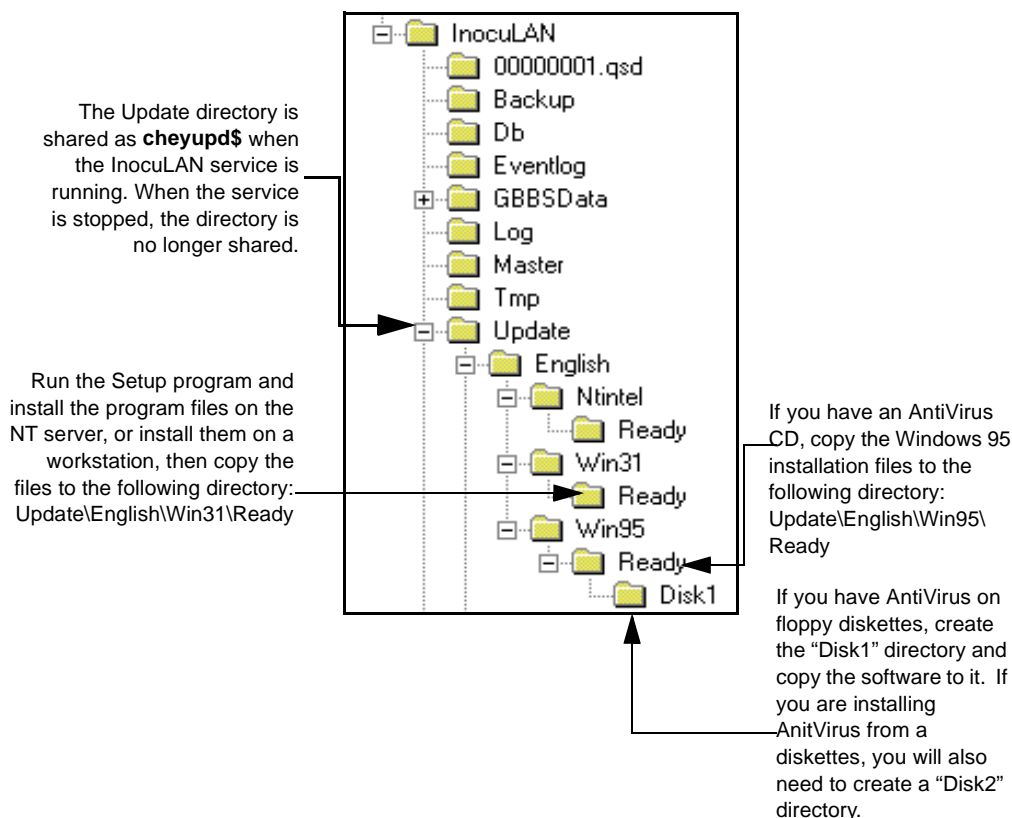 InocuLAN
00000001.qsd
Backup
Db
Eventlog
GBBSData
Log
Master
Tmp
Update
English
Ntintel
Ready
Win31
Ready
Win95
Ready
Disk1
The Update directory is
shared as cheyupd$ when
the InocuLAN service is
running. When the service
is stopped, the directory is
no longer shared.
Run the Setup program and
install the program files on the
NT server, or install them on a
workstation, then copy the
files to the following directory:
Update\English\Win31\Ready
If you have an AntiVirus
CD, copy the Windows 95
installation files to the
following directory:
Update\English\Win95\
Ready
If you have AntiVirus on
floppy diskettes, create
the “Disk1” directory and
copy the software to it. If
you are installing
AnitVirus from a
diskettes, you will also
need to create a “Disk2”
directory.